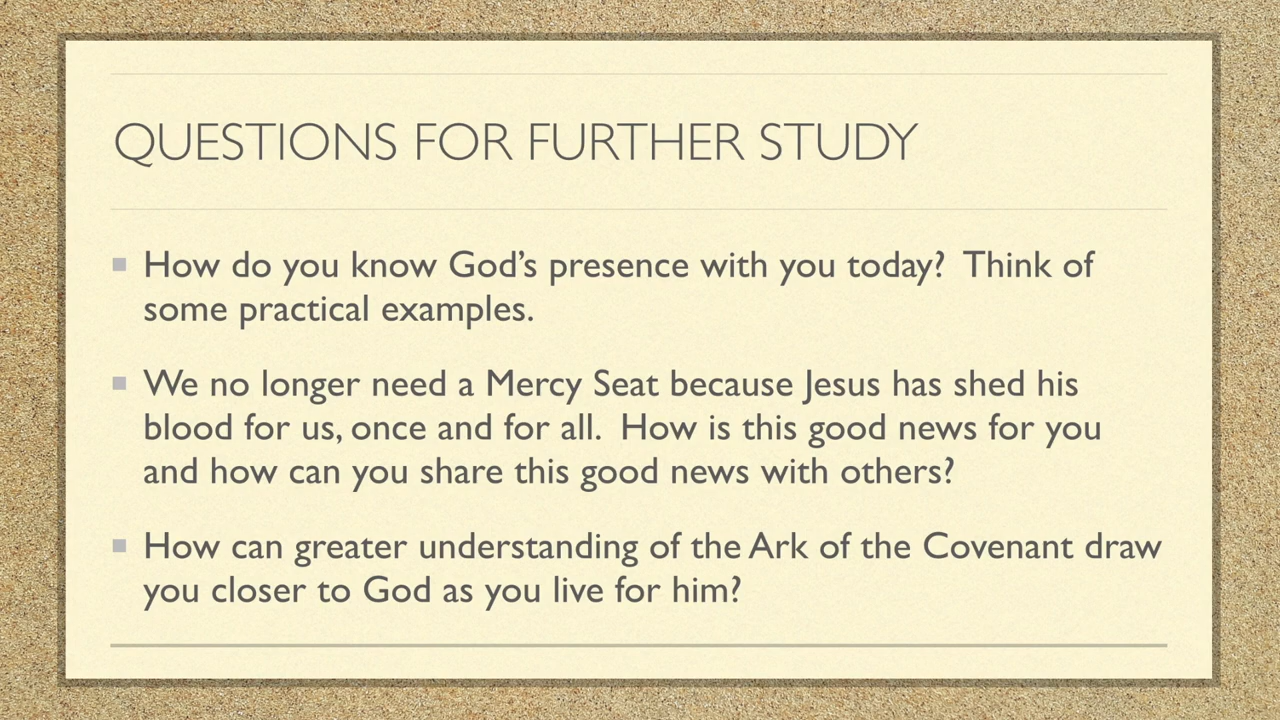 QUESTIONS FOR FURTHER STUDY
How do you know God’s presence with you today?  Think of
some practical examples.
We no longer need a Mercy Seat because Jesus has shed his
blood for us, once and for all.  How is this good news for you
and how can you share this good news with others?
How can greater understanding of the Ark of the Covenant draw
you closer to God as you live for him?